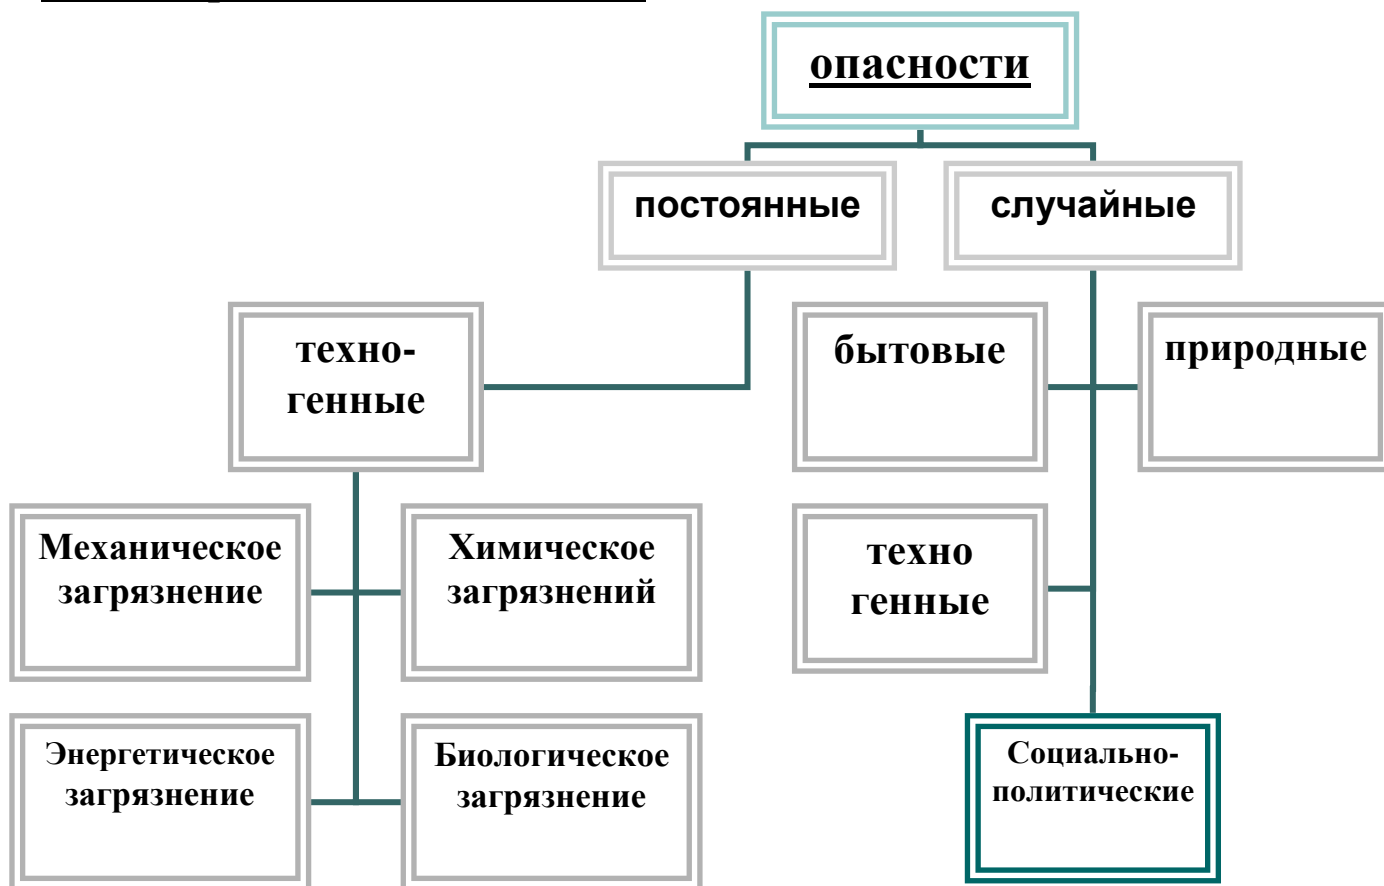 опасности
постоянные
случайные
техно-
генные
бытовые
природные
Механическое
загрязнение
Химическое
загрязнений
техно
генные
Энергетическое
загрязнение
Биологическое
загрязнение
Социально-
политические